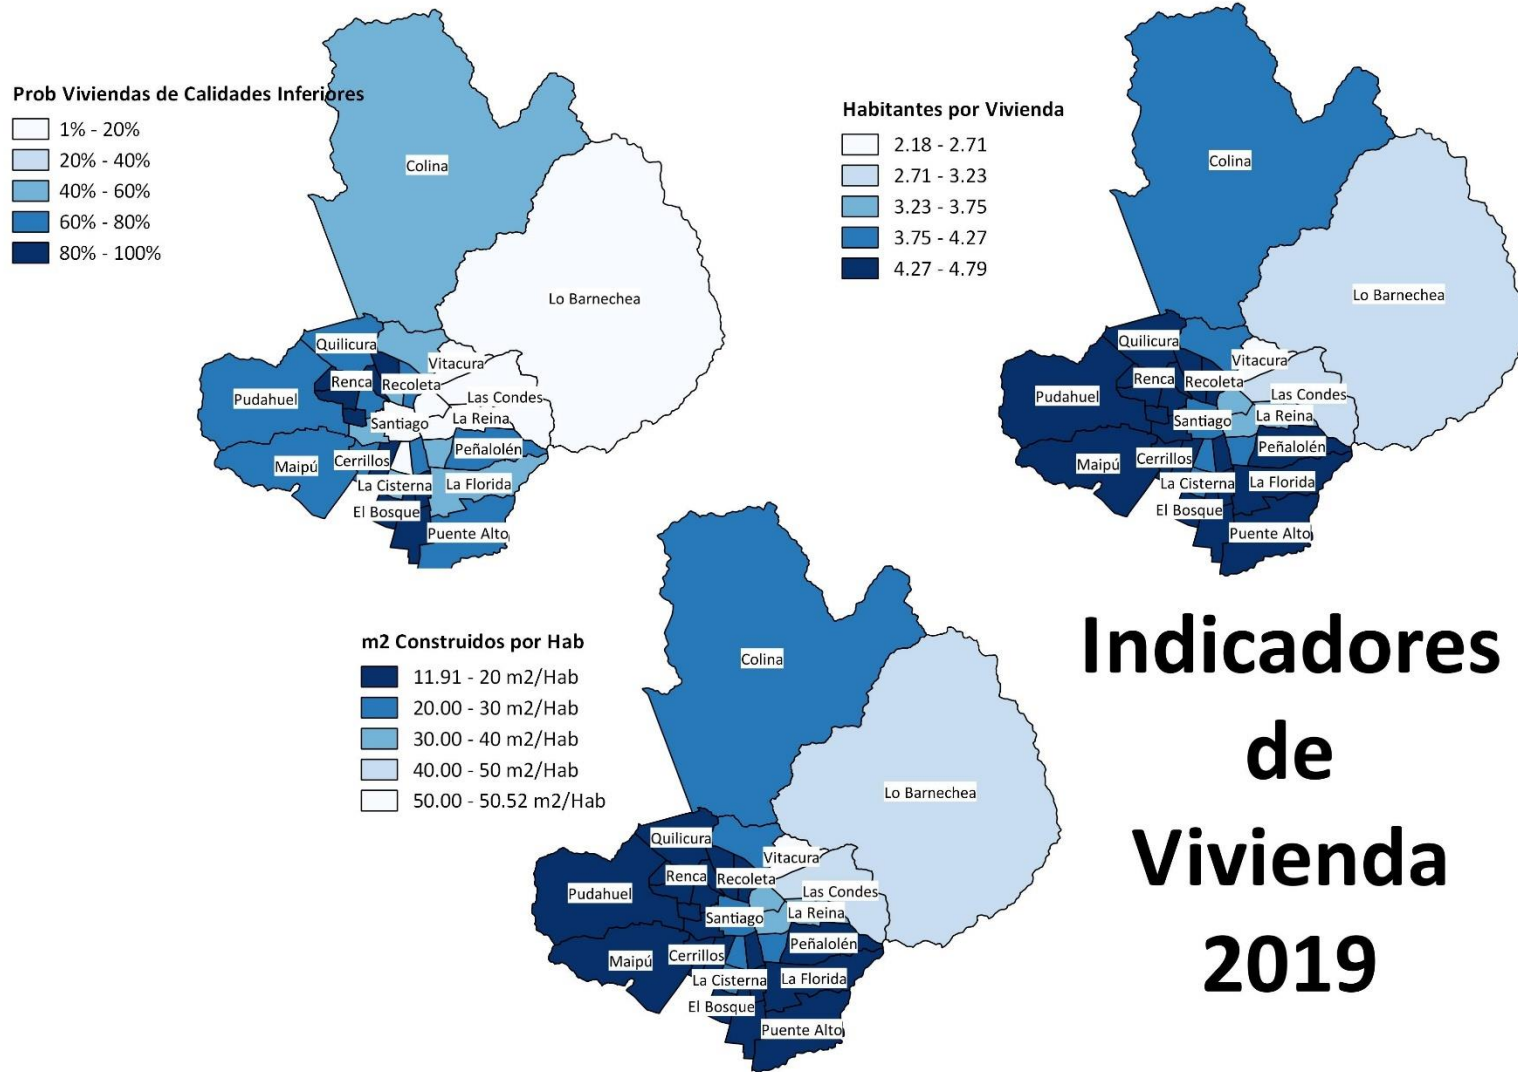 Prob Viviendas de Calidades Inferiores
1% - 20%
20% - 40%
40% - 60%
60% - 80%
80% - 100%
Colina
Lo Barnechea
Quilicura
Vitacura
Renca
Recoleta
Pudahuel
Las Condes
Santiago
La Reina
Peñalolén
Maipú
Cerrillos
La Cisterna
La Florida
El Bosque
Puente Alto
Habitantes por Vivienda
2.18 - 2.71
2.71 - 3.23
3.23 - 3.75
3.75 - 4.27
4.27 - 4.79
Colina
Lo Barnechea
Quilicura
Vitacura
Renca
Recoleta
Pudahuel
Las Condes
Santiago
La Reina
Peñalolén
Maipú
Cerrillos
La Cisterna
La Florida
El Bosque
Puente Alto
m2 Construidos por Hab
11.91 - 20 m2/Hab
20.00 - 30 m2/Hab
30.00 - 40 m2/Hab
40.00 - 50 m2/Hab
50.00 - 50.52 m2/Hab
Colina
Lo Barnechea
Quilicura
Vitacura
Renca
Recoleta
Pudahuel
Las Condes
Santiago
La Reina
Peñalolén
Maipú
Cerrillos
La Cisterna
La Florida
El Bosque
Puente Alto
Indicadores
de
Vivienda
2019